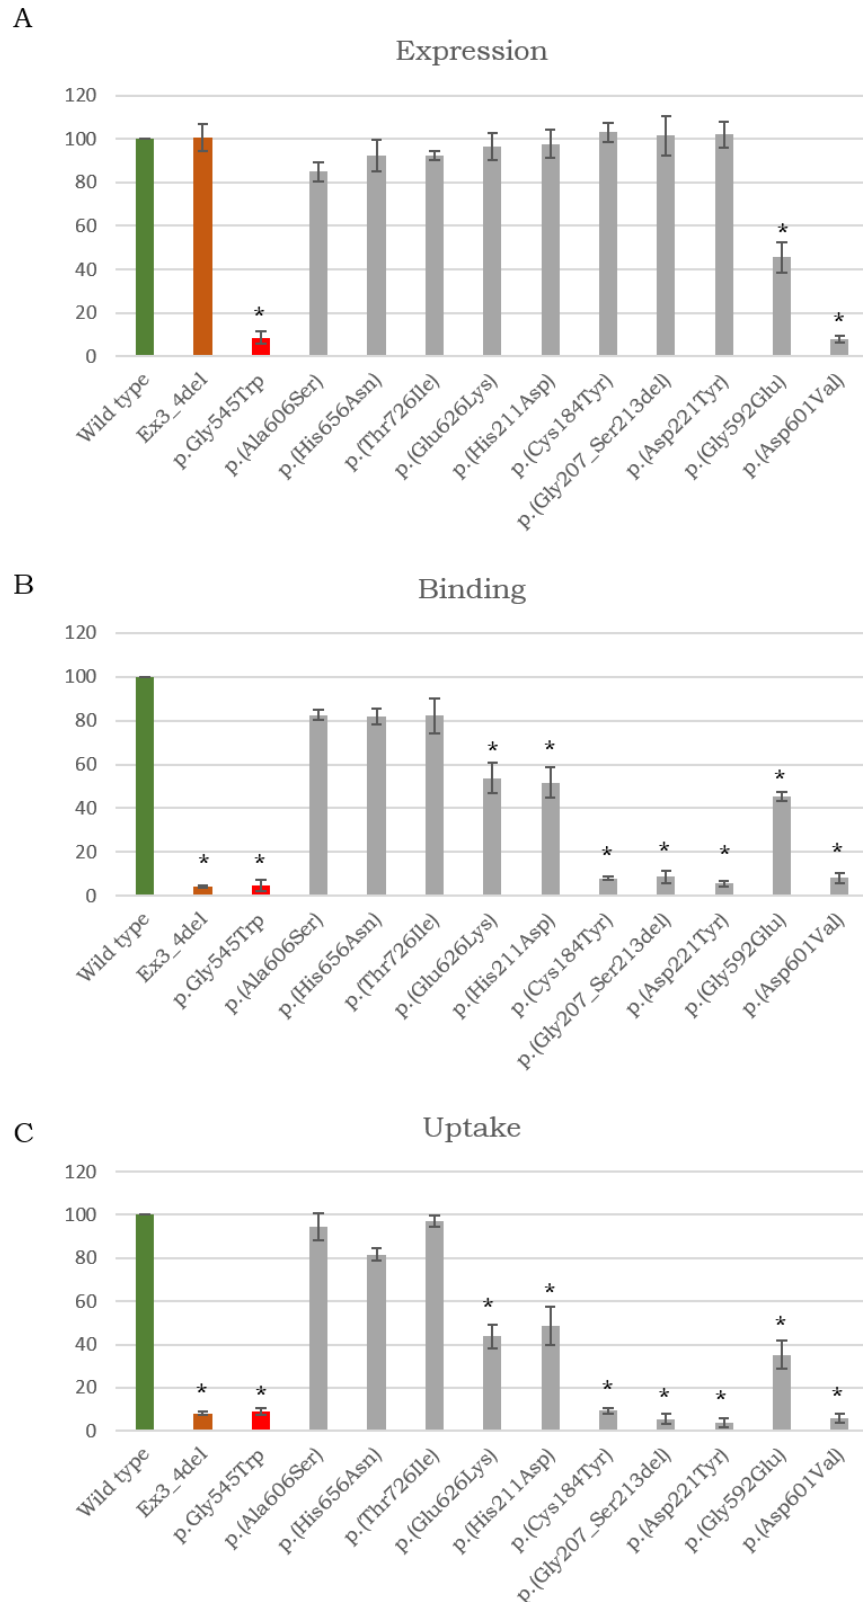 A
Expression
120
100
80
60
40
20
0
Wild type
Ex3_4del
p.Gly545Trp
p.(Ala606Ser)
p.(His656Asn)
p.(Thr726Ile)
p.(Glu626Lys)
p.(His211Asp)
p.(Cys184Tyr)
p.(Gly207_Ser213del)
p.(Asp221Tyr)
p.(Gly592Glu)
p.(Asp601Val)
*
*
*
B
Binding
120
100
80
60
40
20
0
Wild type
Ex3_4del
p.Gly545Trp
p.(Ala606Ser)
p.(His656Asn)
p.(Thr726Ile)
p.(Glu626Lys)
p.(His211Asp)
p.(Cys184Tyr)
p.(Gly207_Ser213del)
p.(Asp221Tyr)
p.(Gly592Glu)
p.(Asp601Val)
*
*
*
*
*
*
*
*
*
C
Uptake
120
100
80
60
40
20
0
Wild type
Ex3_4del
p.Gly545Trp
p.(Ala606Ser)
p.(His656Asn)
p.(Thr726Ile)
p.(Glu626Lys)
p.(His211Asp)
p.(Cys184Tyr)
p.(Gly207_Ser213del)
p.(Asp221Tyr)
p.(Gly592Glu)
p.(Asp601Val)
*
*
*
*
*
*
*
*
*